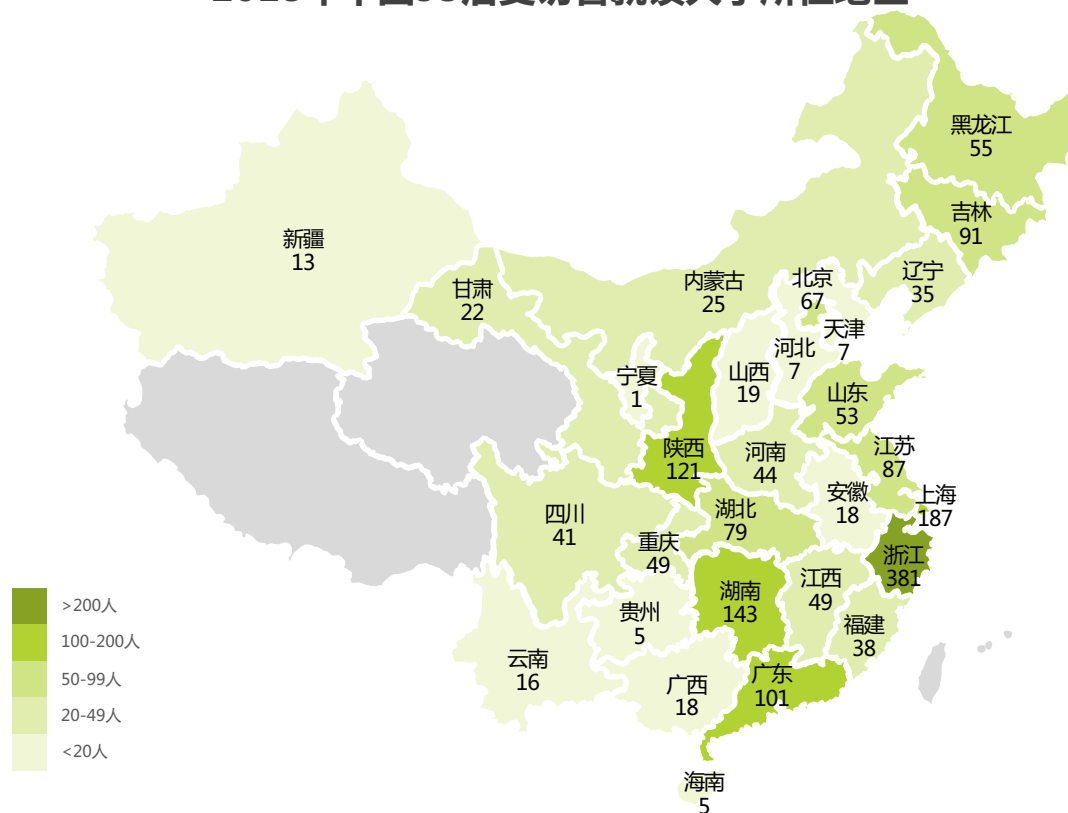 黑龙江
55
吉林
91
新疆
13
辽宁
35
内蒙古
25
北京
67
甘肃
22
天津
7
河北
7
山西
19
宁夏
1
山东
53
陕西
121
河南
44
江苏
87
安徽
18
上海
187
湖北
79
四川
41
重庆
49
浙江
381
湖南
143
江西
49
贵州
5
福建
38
云南
16
广西
18
广东
101
海南
5
>200人
100-200人
50-99人
20-49人
<20人